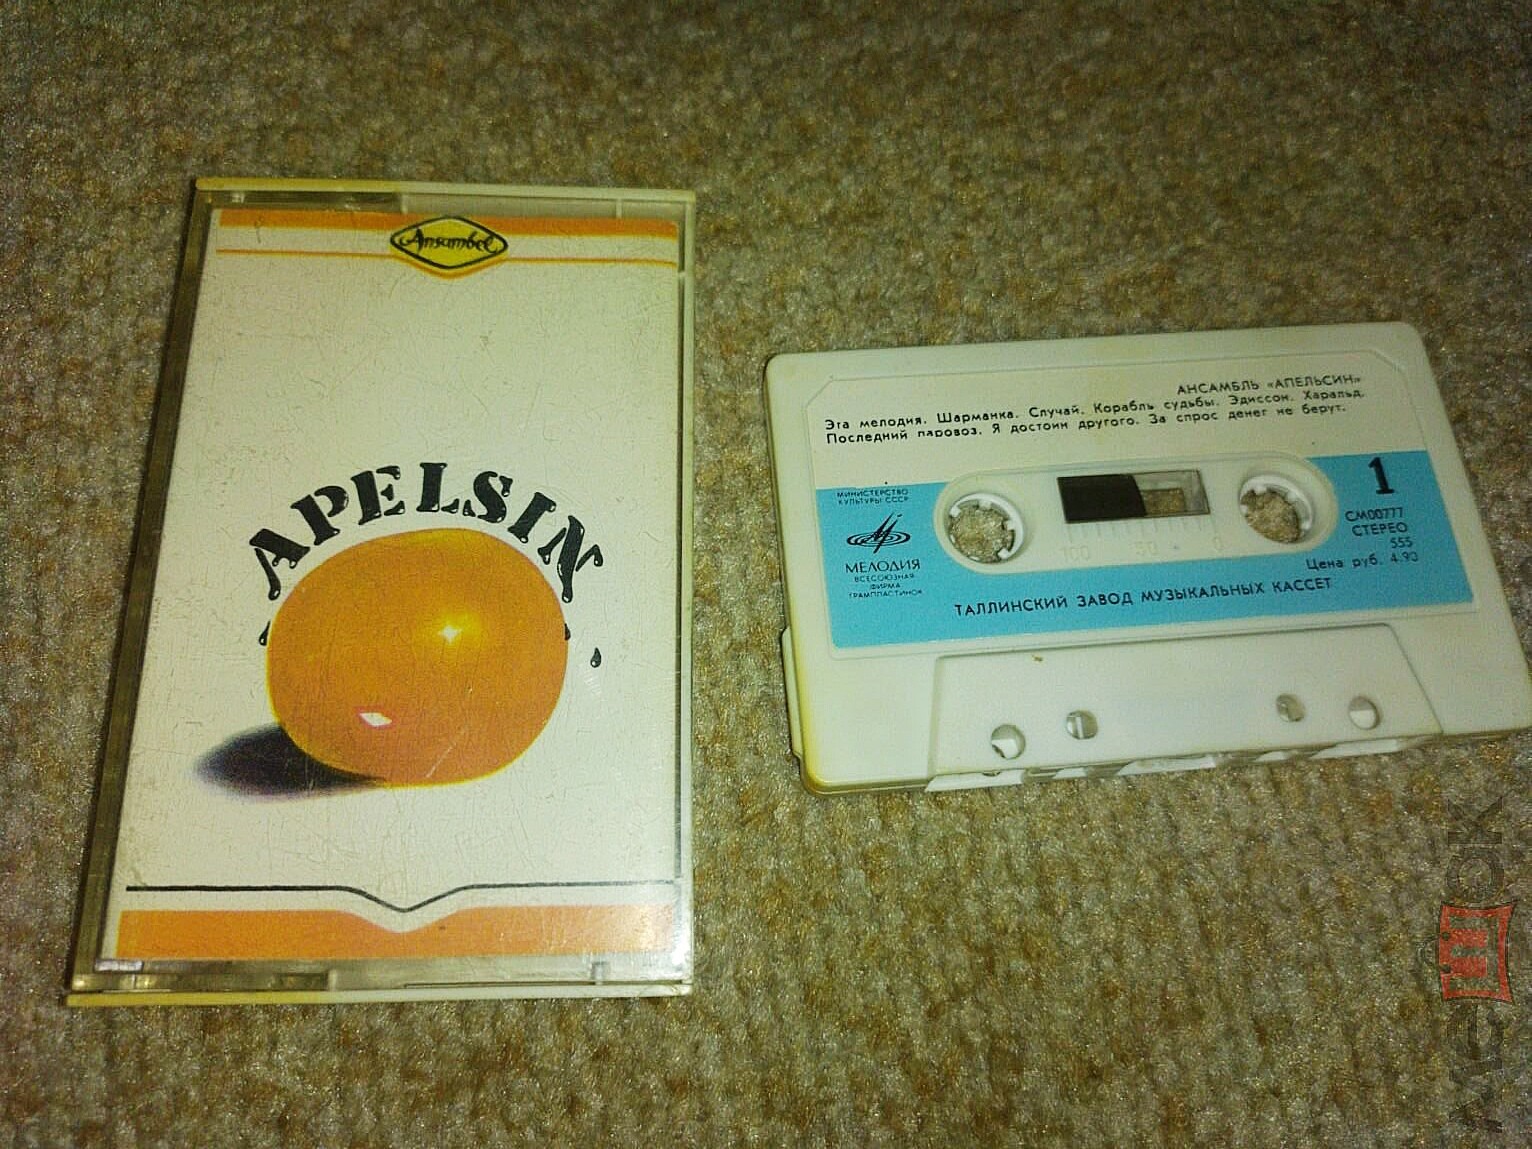 Ansambel
APELSIN
АНСАМБЛЬ «АПЕЛЬСИН»
Эта мелодия. Шарманка. Случай. Корабль судьбы. Эдиссон. Харальд.
Последний паровоз. Я достоин другого. За спрос денег не берут.
МИНИСТЕРСТВО
КУЛЬТУРЫ СССР
МЕЛОДИЯ
ВСЕСОЮЗНАЯ
ФИРМА
ГРАМПЛАСТИНОК
100 50 0
1
СМ00777
СТЕРЕО
555
Цена руб. 4.90
ТАЛЛИНСКИЙ ЗАВОД МУЗЫКАЛЬНЫХ КАССЕТ